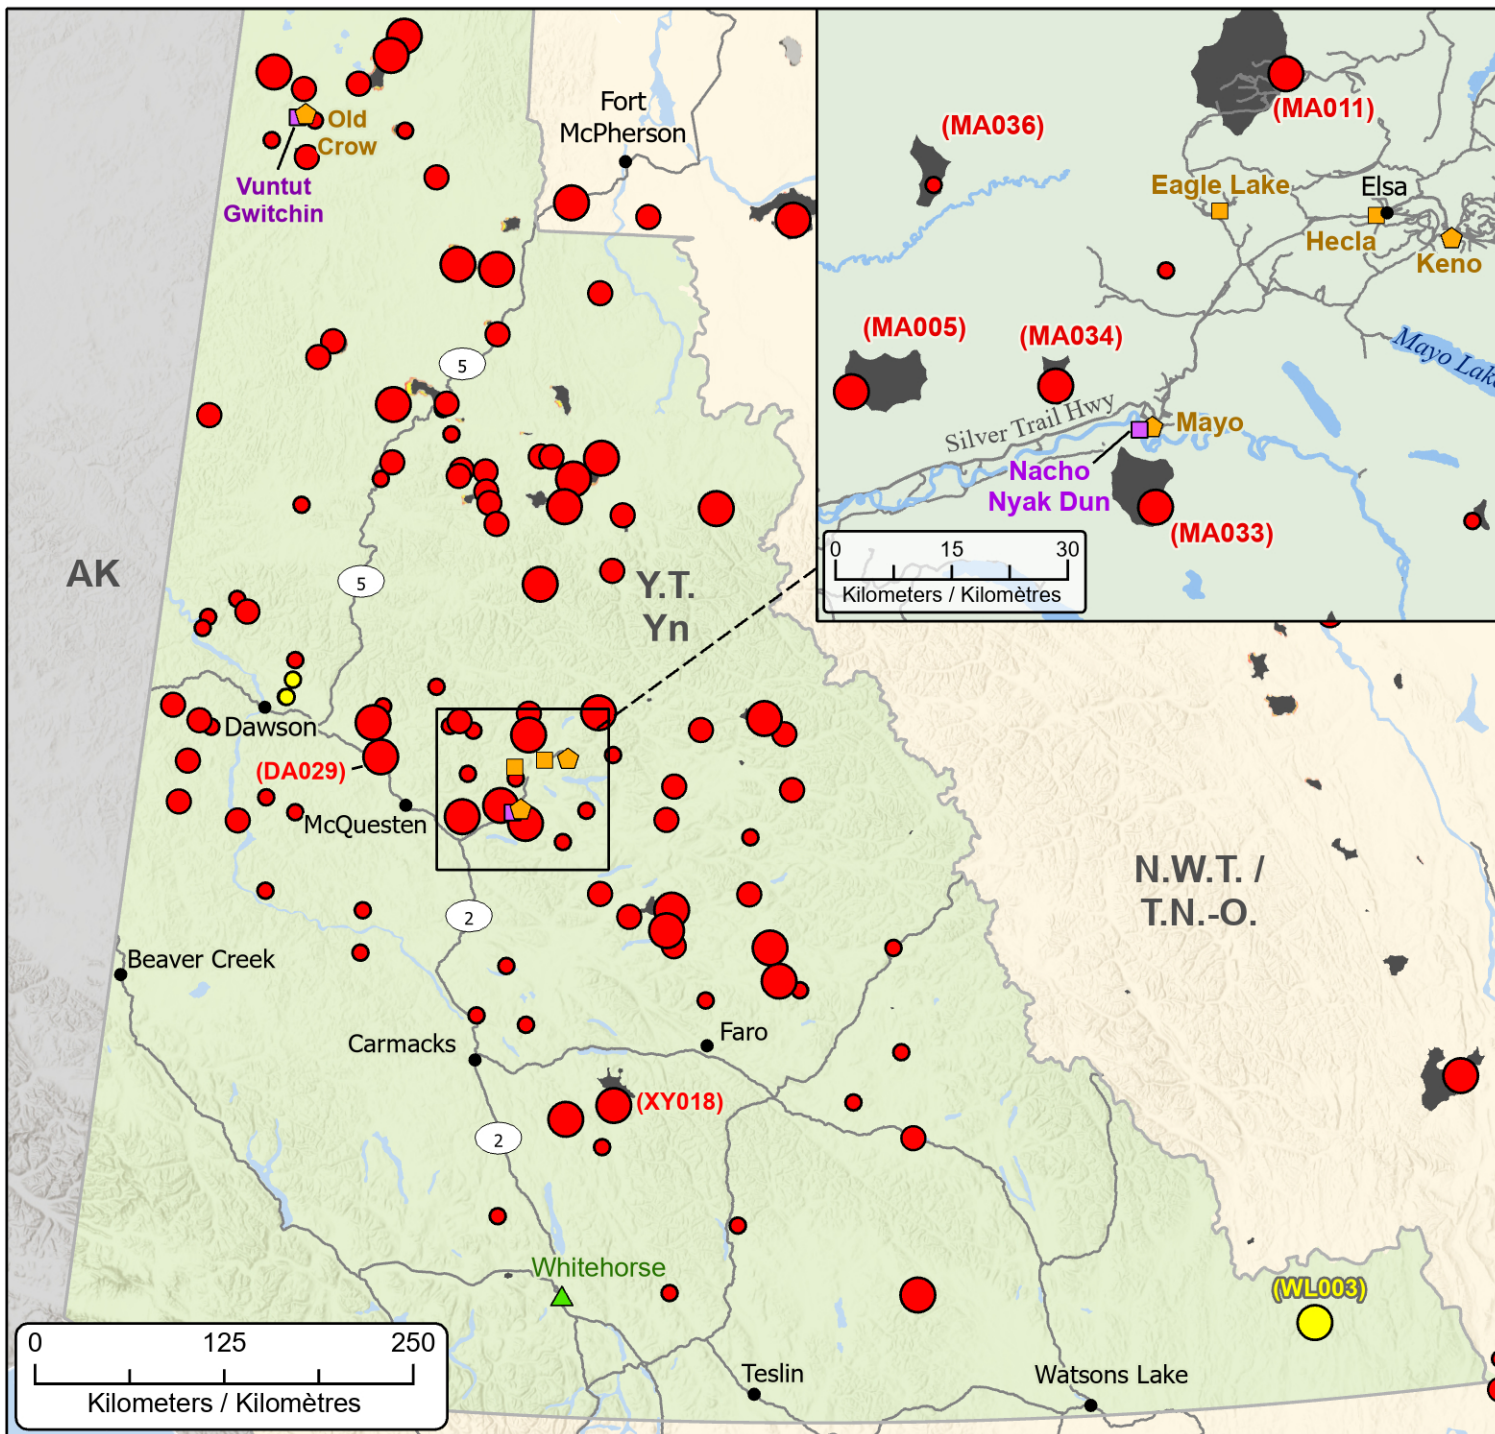 Old
Crow
Vuntut
Gwitchin
Fort
McPherson
5
AK
5
Y.T.
Yn
Dawson
(DA029)
McQuesten
2
Beaver Creek
Carmacks
Faro
(XY018)
2
Whitehorse
Teslin
Watsons Lake
(WL003)
N.W.T. /
T.N.-O.
0 125 250
Kilometers / Kilomètres
(MA036)
(MA011)
Eagle Lake
Elsa
Hecla
Keno
(MA005)
(MA034)
Mayo Lake
Silver Trail Hwy
Mayo
Nacho
Nyak Dun
(MA033)
0 15 30
Kilometers / Kilomètres